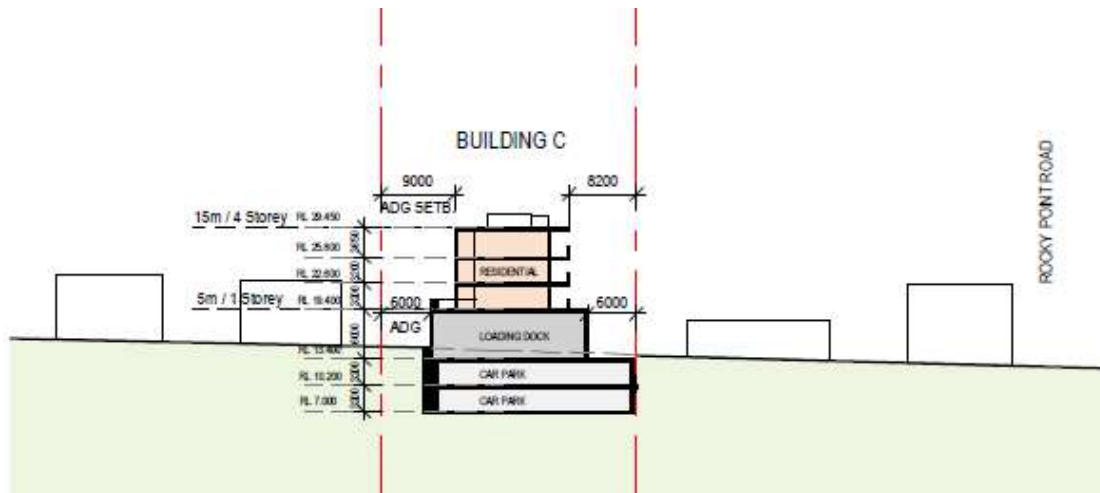 BUILDING C
9000
8200
ADG SETB
15m / 4 Storey
RL 29.450
RL 25.800
RL 22.600
RESIDENTIAL
5m / 1 Storey
RL 19.400
6000
6000
ADG
LOADING DOCK
RL 13.400
CAR PARK
RL 10.200
CAR PARK
RL 7.000
ROCKY POINT ROAD